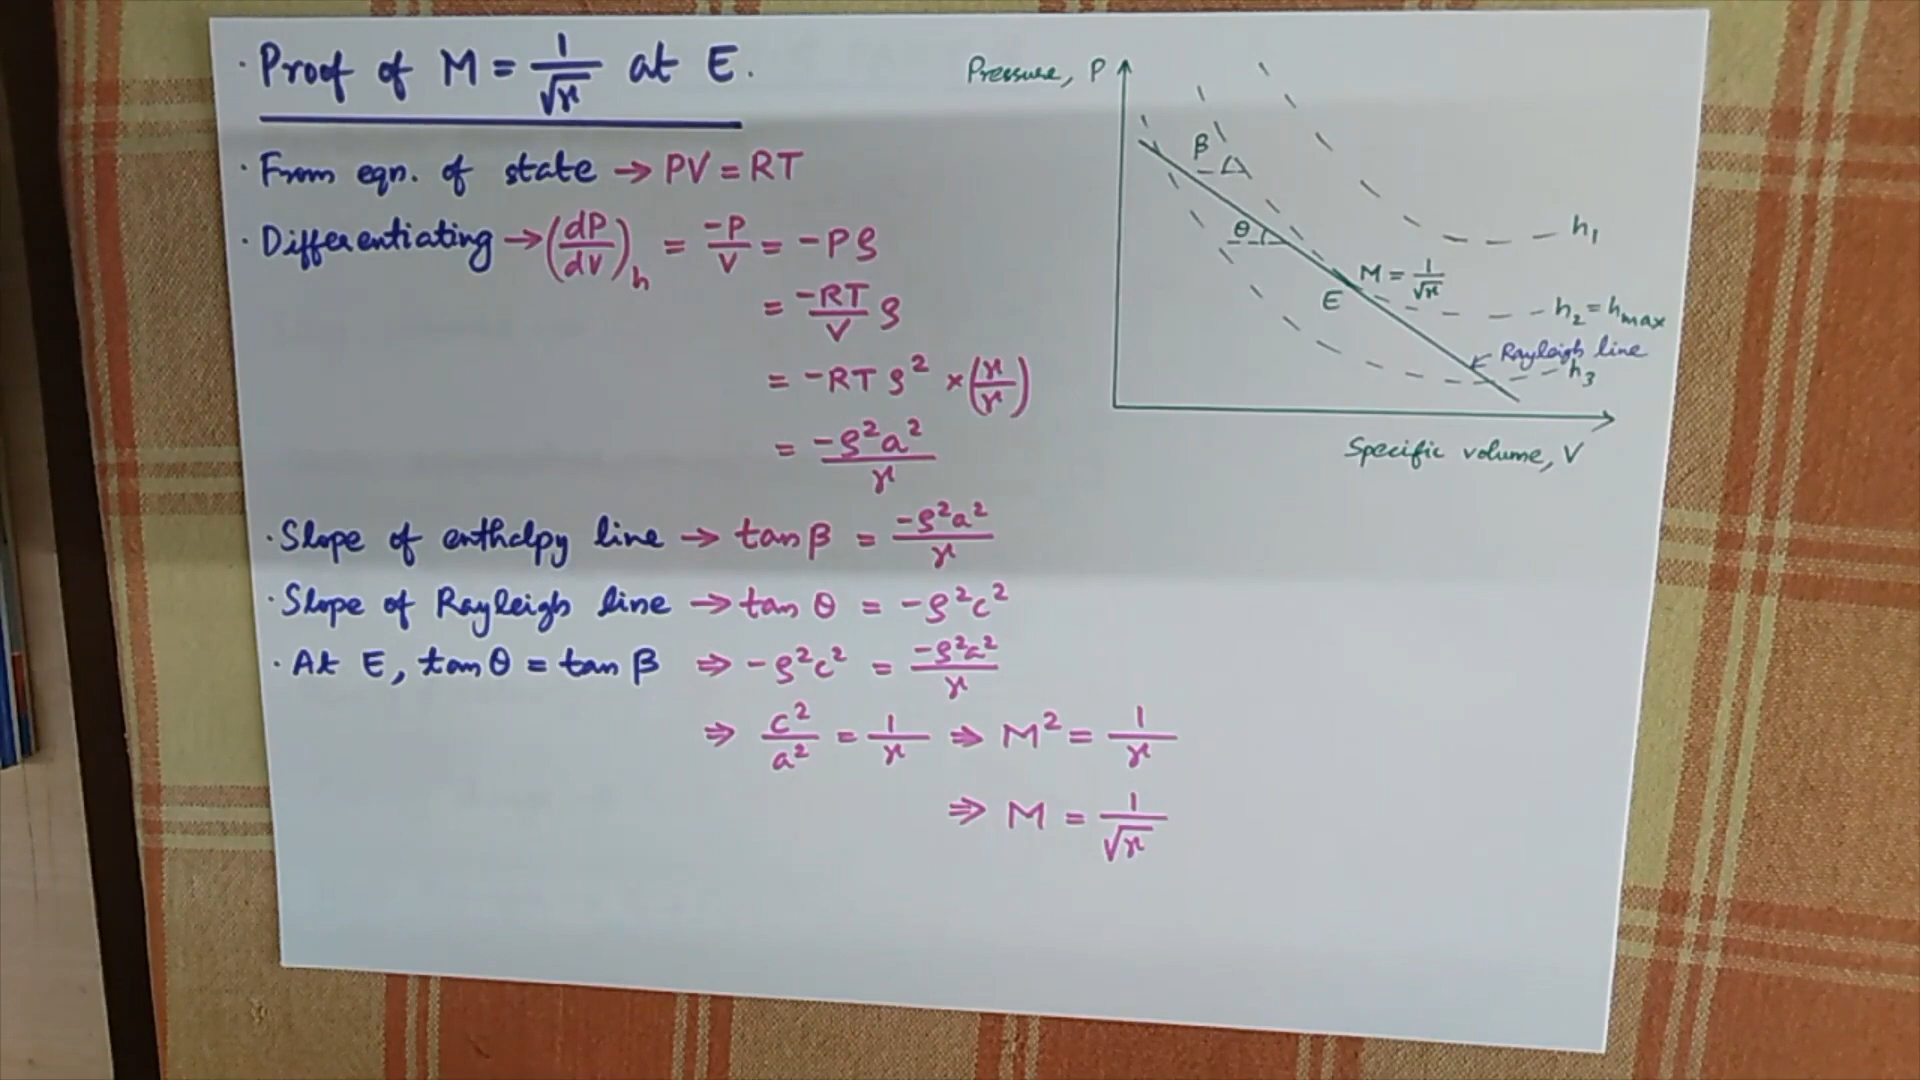 · Proof of M = 1/√γ at E.
· From eqn. of state → PV = RT
· Differentiating → (dP/dV)h = -P/V = -Pρ
= -RT/V ρ
= -RT ρ² × (γ/γ)
= -ρ²a²/γ
· Slope of enthalpy line → tan β = -ρ²a²/γ
· Slope of Rayleigh line → tan θ = -ρ²c²
· At E, tan θ = tan β ⇒ -ρ²c² = -ρ²a²/γ
⇒ c²/a² = 1/γ ⇒ M² = 1/γ
⇒ M = 1/√γ
Pressure, P
β
θ
h₁
M = 1/√γ
E
h₂ = hmax
Rayleigh line
h₃
Specific volume, V